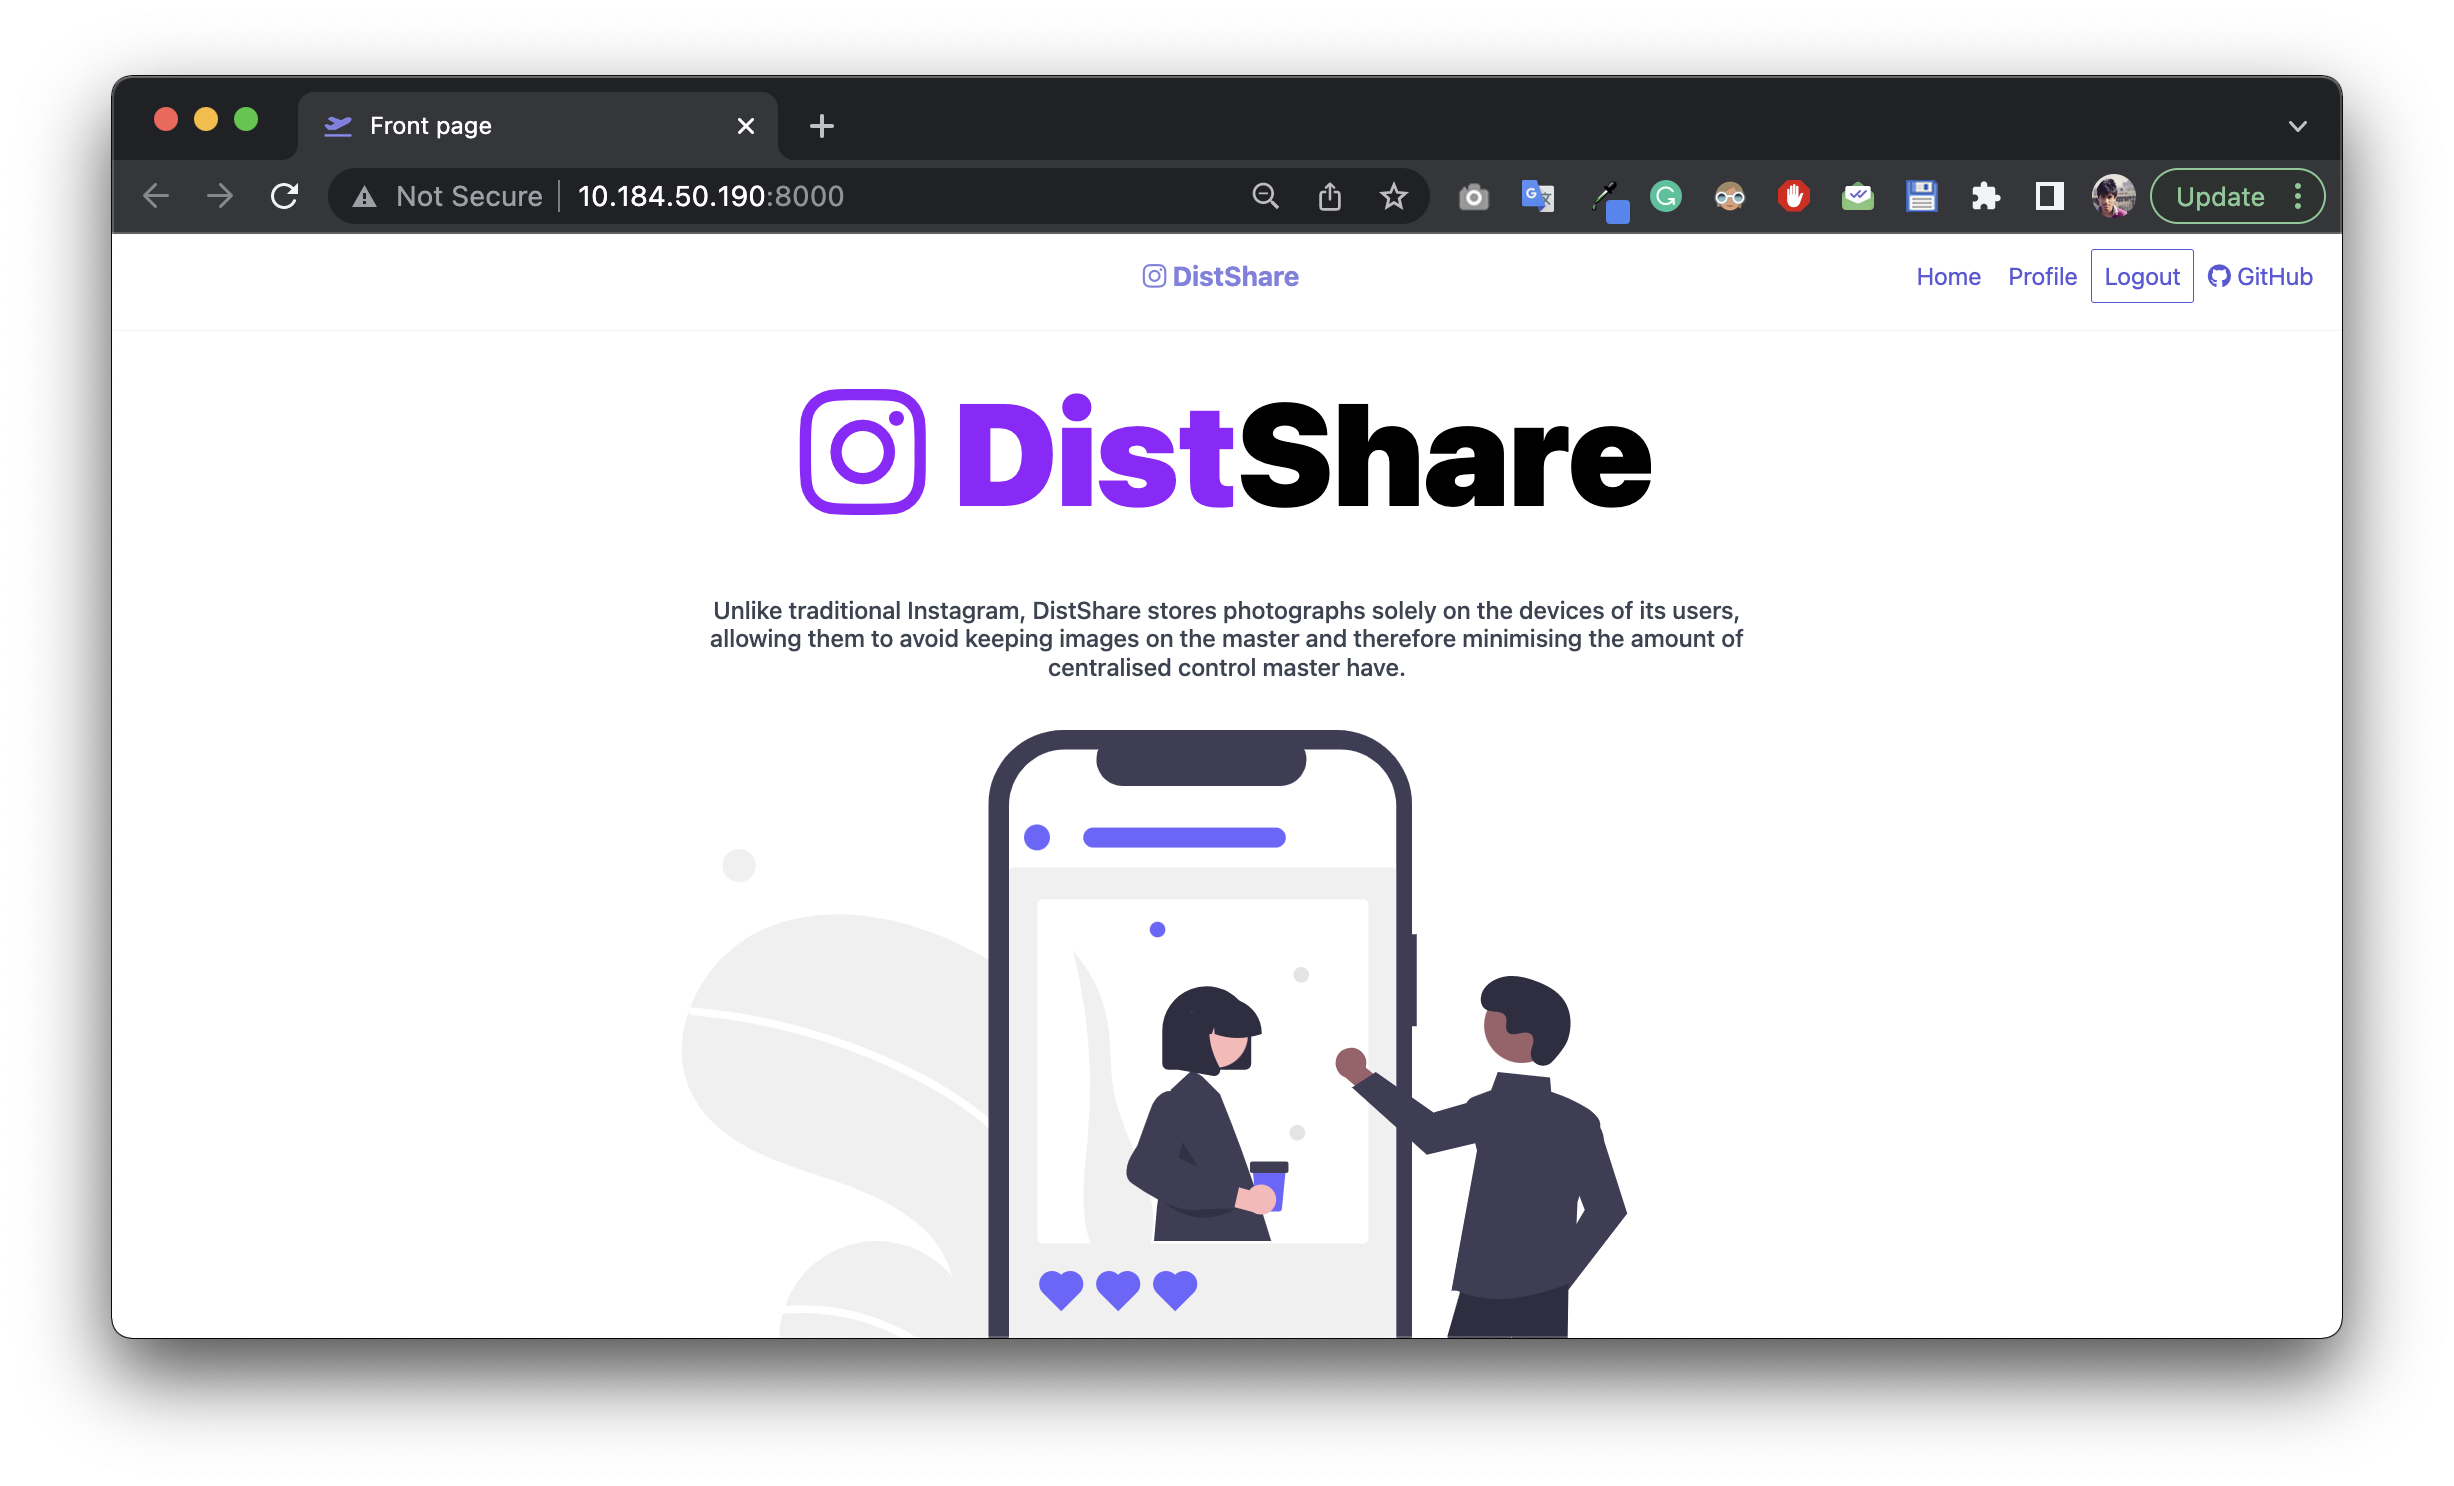 Front page
Not Secure 10.184.50.190:8000
Update
DistShare
Home Profile Logout GitHub
DistShare
Unlike traditional Instagram, DistShare stores photographs solely on the devices of its users,
allowing them to avoid keeping images on the master and therefore minimising the amount of
centralised control master have.